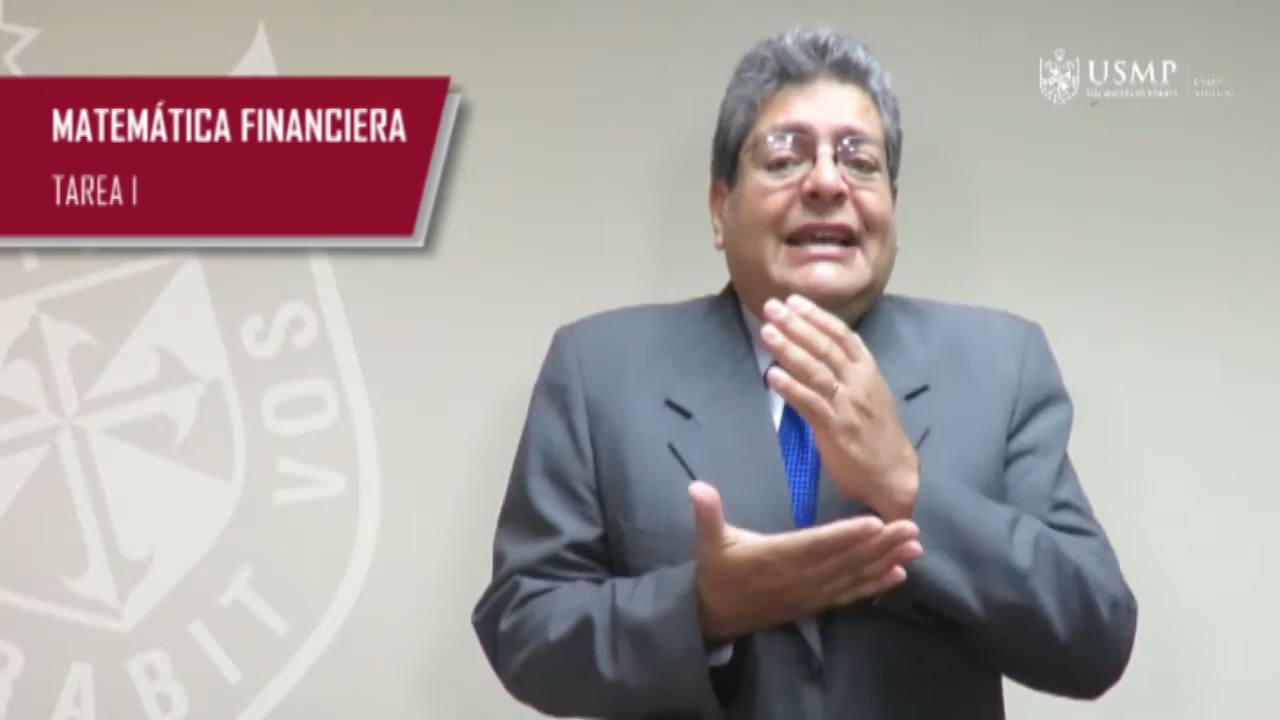 MATEMÁTICA FINANCIERA
TAREA I
USMP
VOS
RABIT